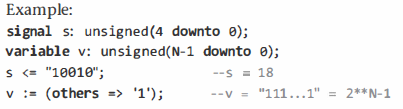 Example:
signal s: unsigned(4 downto 0);
variable v: unsigned(N-1 downto 0);
s <= "10010"; --s = 18
v := (others => '1'); --v = "111...1" = 2**N-1